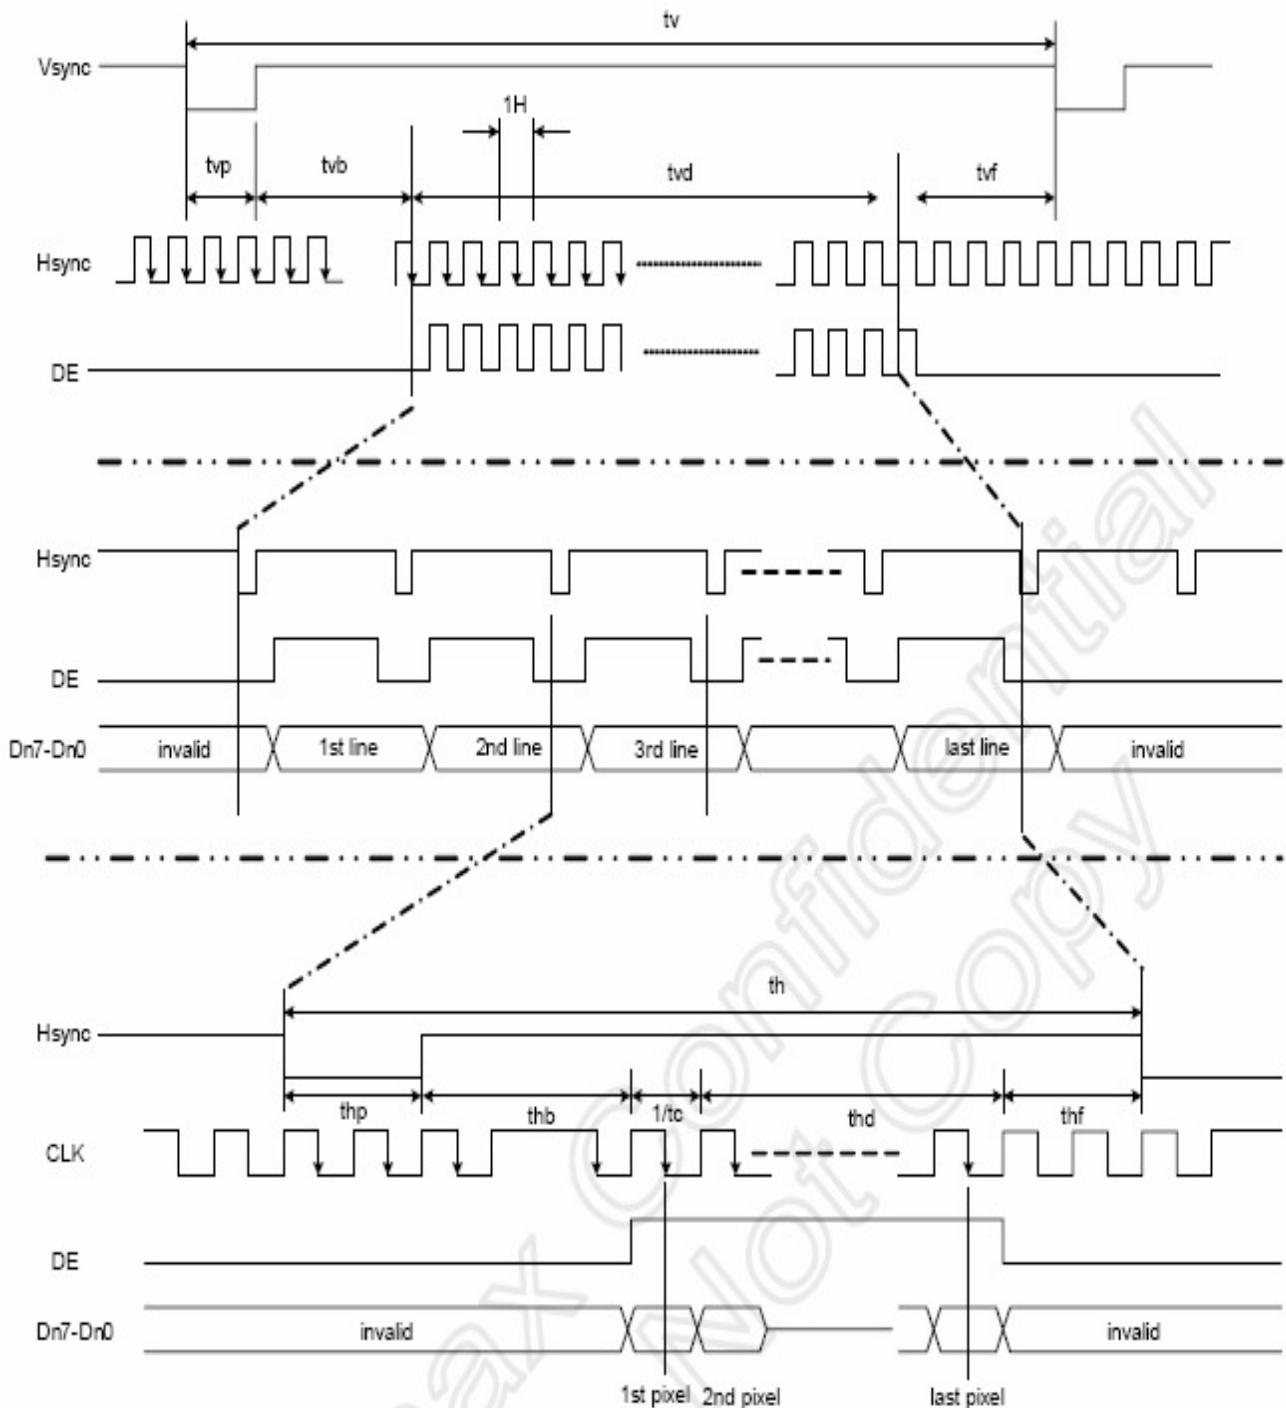 tv
Vsync
1H
tvp
tvb
tvd
tvf
Hsync
DE
Hsync
DE
Dn7-Dn0
invalid
1st line
2nd line
3rd line
last line
invalid
th
Hsync
thp
thb
1/tc
thd
thf
CLK
DE
Dn7-Dn0
invalid
invalid
1st pixel
2nd pixel
last pixel
ax Confidential
Not Copy